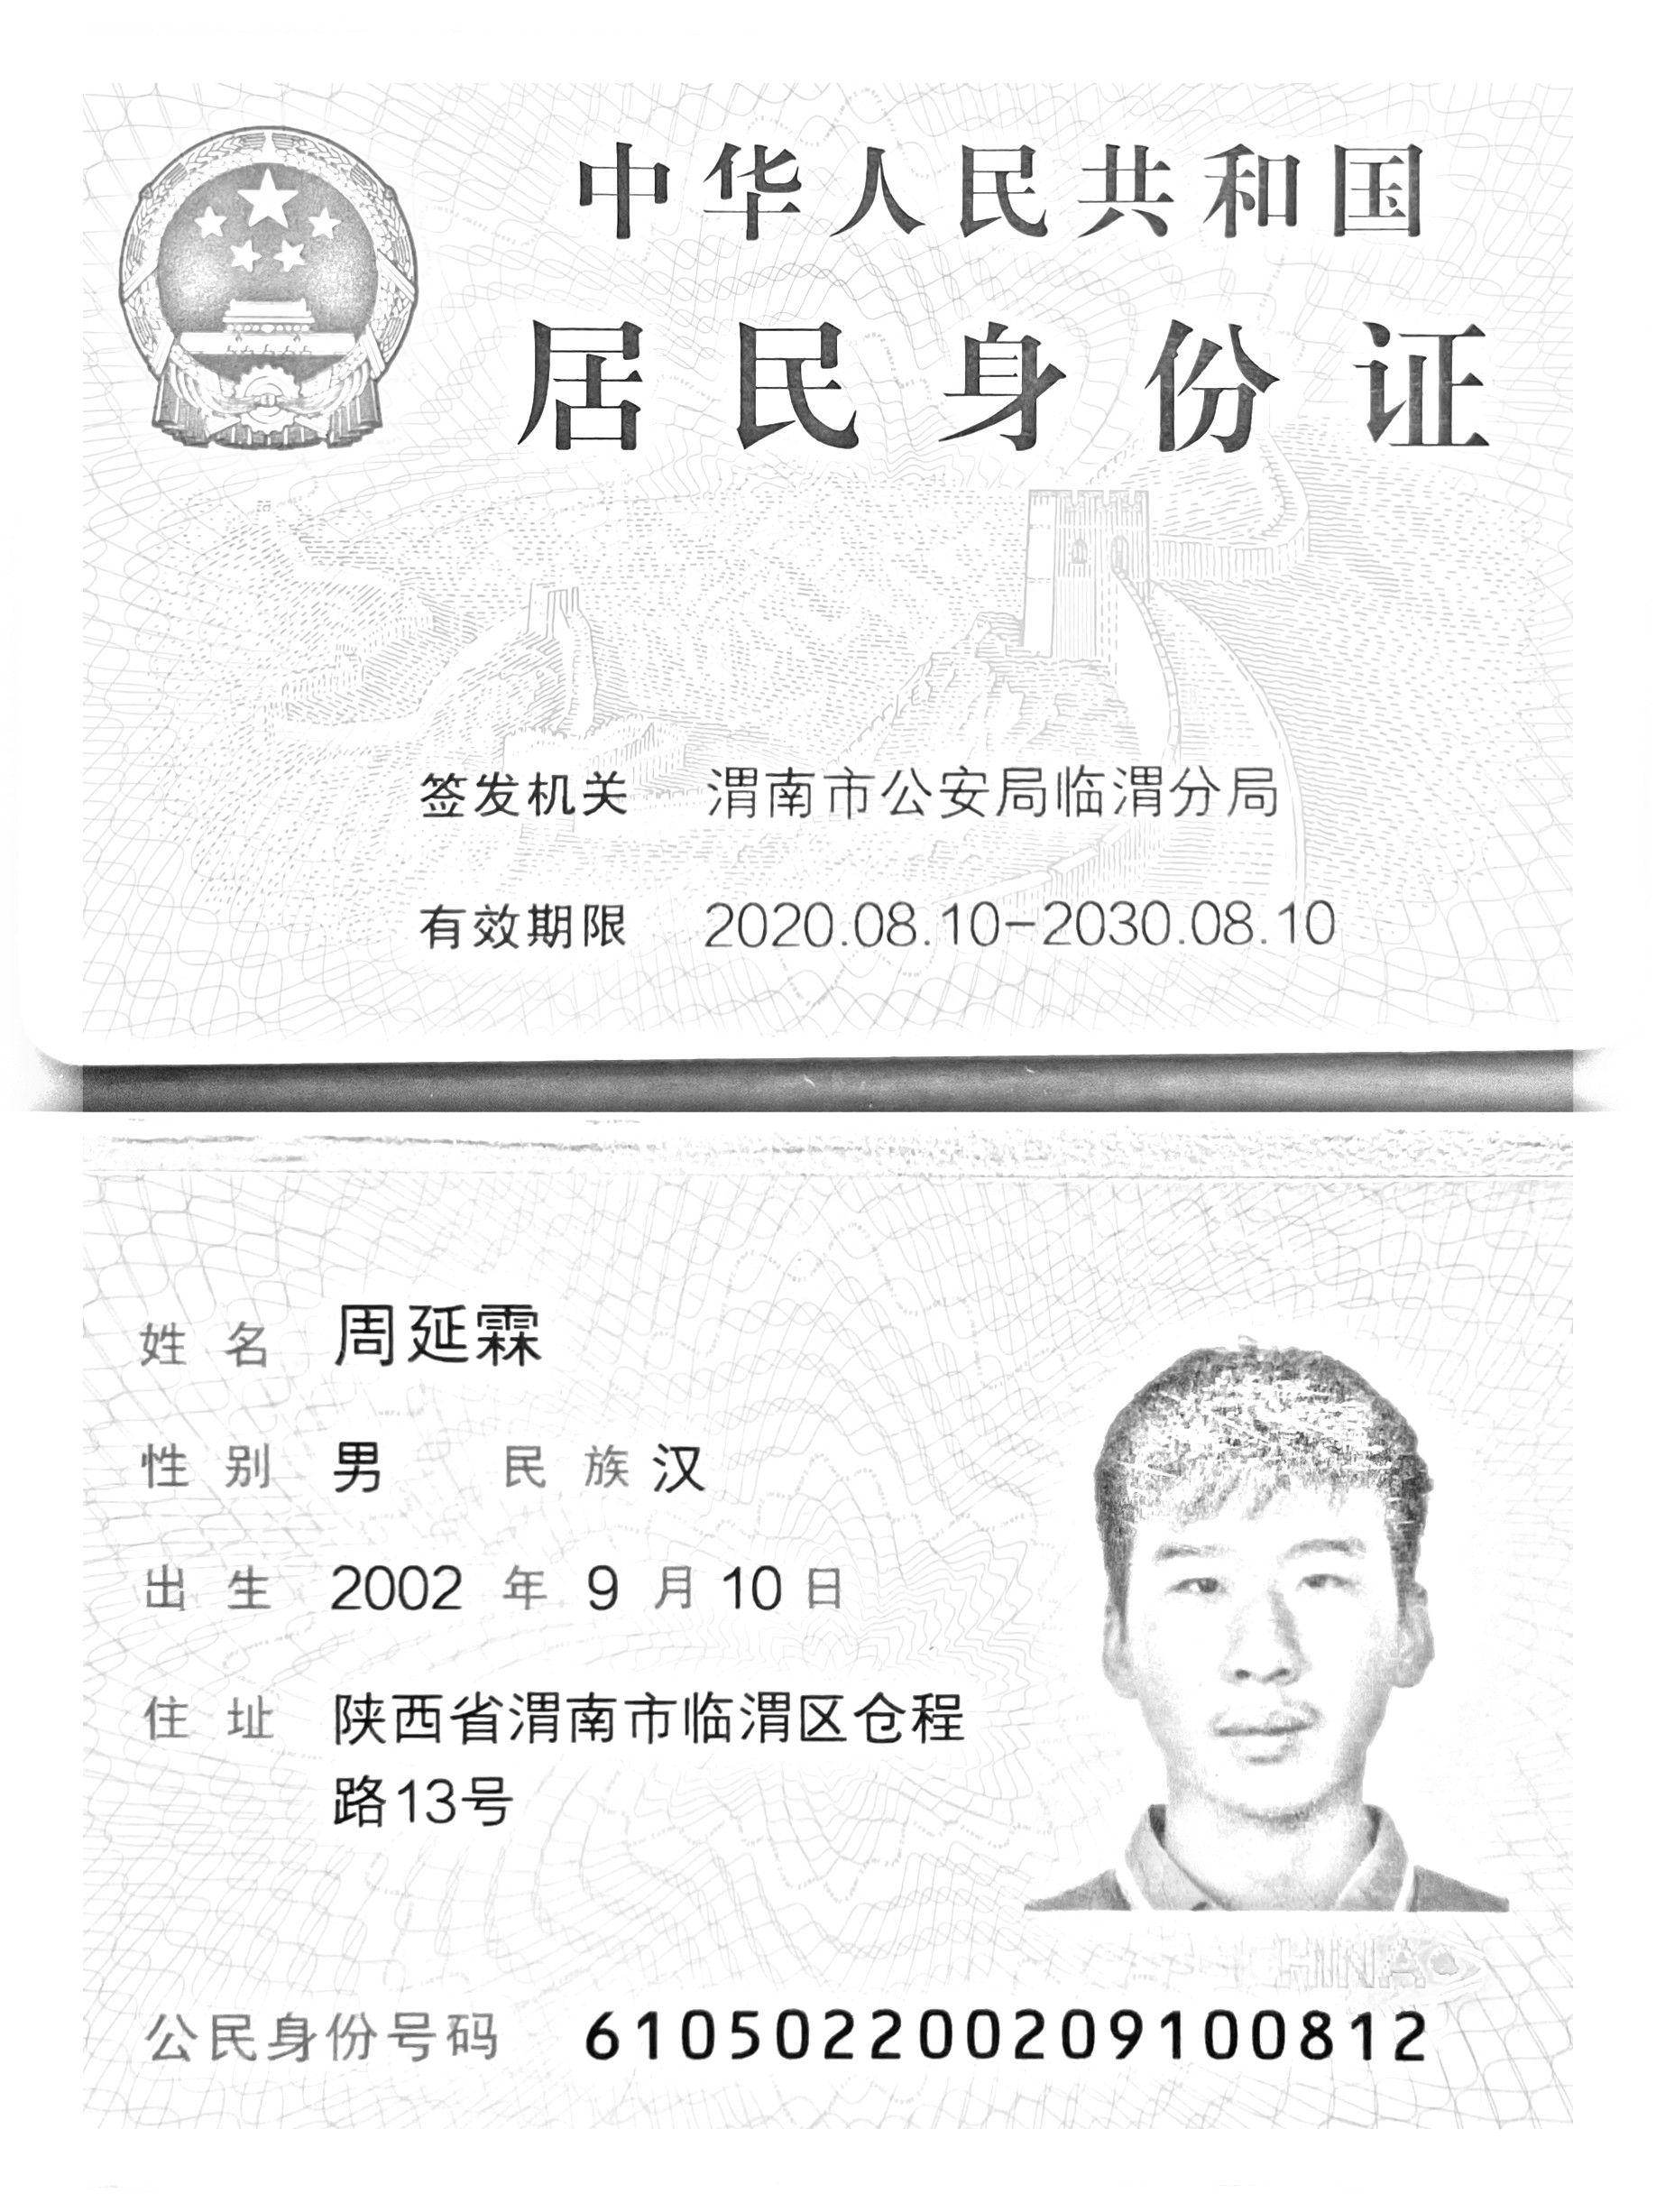 中华人民共和国
居民身份证
签发机关 渭南市公安局临渭分局
有效期限 2020.08.10-2030.08.10
姓名 周延霖
性别 男 民族 汉
出生 2002 年 9 月 10 日
住址 陕西省渭南市临渭区仓程
路13号
CHINA
公民身份号码 610502200209100812